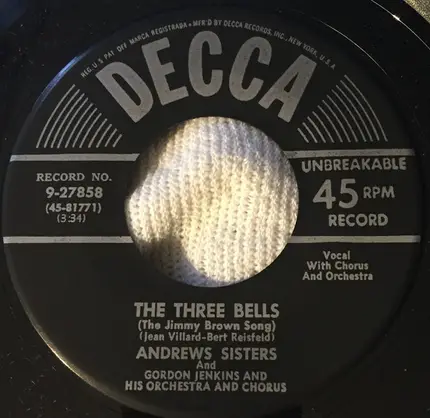 REG. U.S. PAT. OFF. MARCA REGISTRADA • MF'D BY DECCA RECORDS, INC., NEW YORK, U.S.A.
DECCA
RECORD NO.
9-27858
(45-81771)
(3:34)
UNBREAKABLE
45 RPM
RECORD
Vocal
With Chorus
And Orchestra
THE THREE BELLS
(The Jimmy Brown Song)
(Jean Villard-Bert Reisfeld)
ANDREWS SISTERS
And
GORDON JENKINS AND
HIS ORCHESTRA AND CHORUS